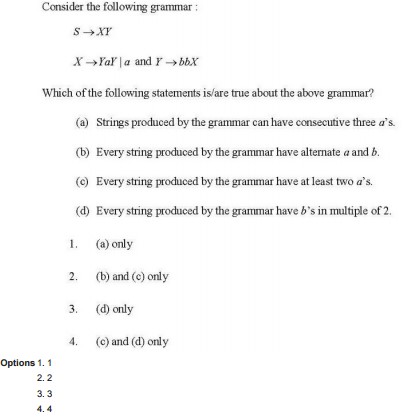 Consider the following grammar :
S → XY
X → YaY | a and Y → bbX
Which of the following statements is/are true about the above grammar?
(a) Strings produced by the grammar can have consecutive three a's.
(b) Every string produced by the grammar have alternate a and b.
(c) Every string produced by the grammar have at least two a's.
(d) Every string produced by the grammar have b's in multiple of 2.
1. (a) only
2. (b) and (c) only
3. (d) only
4. (c) and (d) only
Options 1. 1
2. 2
3. 3
4. 4